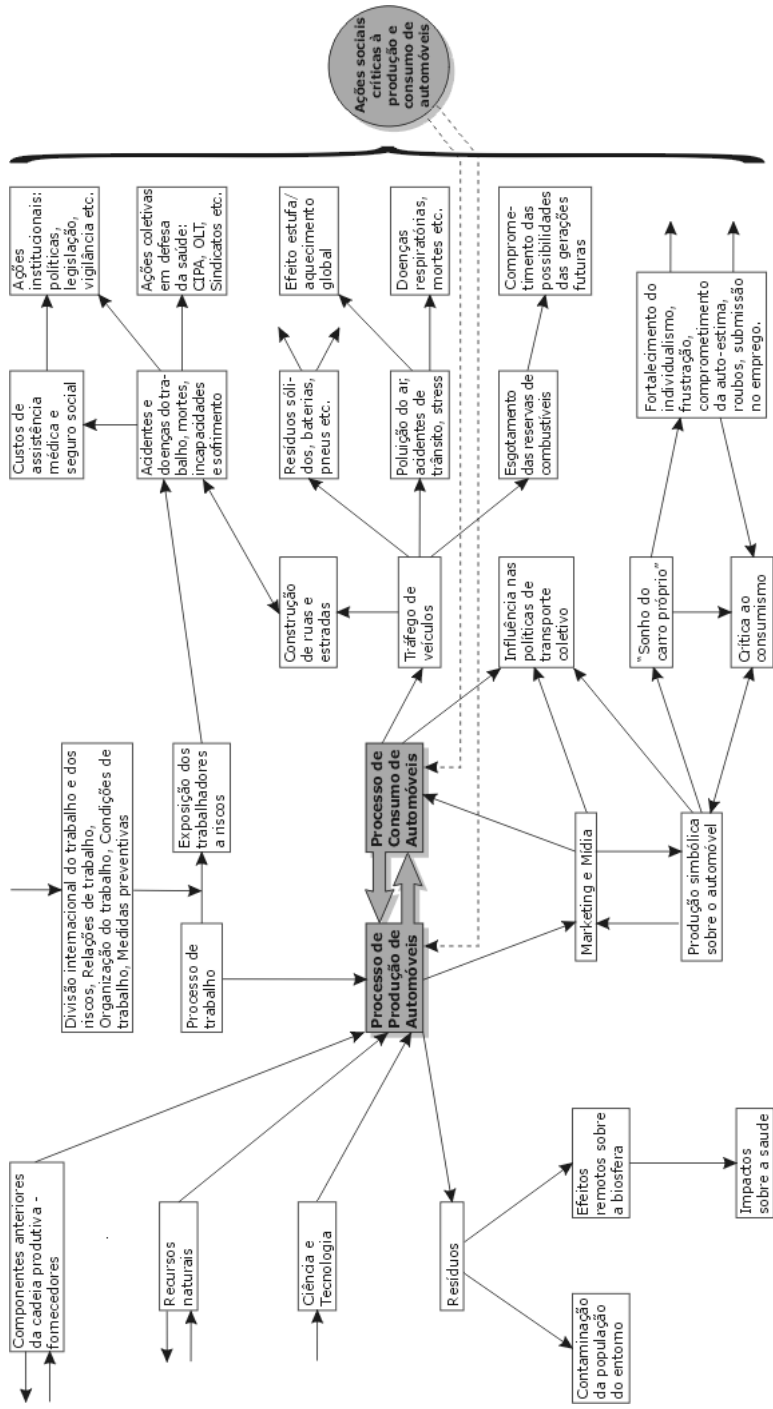 Componentes anteriores
da cadeia produtiva -
fornecedores
Recursos
naturais
Ciência e
Tecnologia
Resíduos
Contaminação
da população
do entorno
Efeitos
remotos sobre
a biosfera
Impactos
sobre a saude
Divisão internacional do trabalho e dos
riscos, Relações de trabalho,
Organização do trabalho, Condições de
trabalho, Medidas preventivas
Processo de
trabalho
Exposição dos
trabalhadores
a riscos
Processo de
Produção de
Automóveis
Processo de
Consumo de
Automóveis
Marketing e Mídia
Produção simbólica
sobre o automóvel
Construção
de ruas e
estradas
Tráfego de
veículos
Influência nas
políticas de
transporte
coletivo
"Sonho do
carro próprio"
Crítica ao
consumismo
Custos de
assistência
médica e
seguro social
Acidentes e
doenças do tra-
balho, mortes,
incapacidades
e sofrimento
Resíduos sóli-
dos, baterias,
pneus etc.
Poluição do ar,
acidentes de
trânsito, stress
Esgotamento
das reservas de
combustíveis
Fortalecimento do
individualismo,
frustração,
comprometimento
da auto-estima,
roubos, submissão
no emprego.
Ações
institucionais:
políticas,
legislação,
vigilância etc.
Ações coletivas
em defesa
da saúde:
CIPA, OLT,
Sindicatos etc.
Efeito estufa/
aquecimento
global
Doenças
respiratórias,
mortes etc.
Comprome-
timento das
possibilidades
das gerações
futuras
Ações sociais
críticas à
produção e
consumo de
automóveis